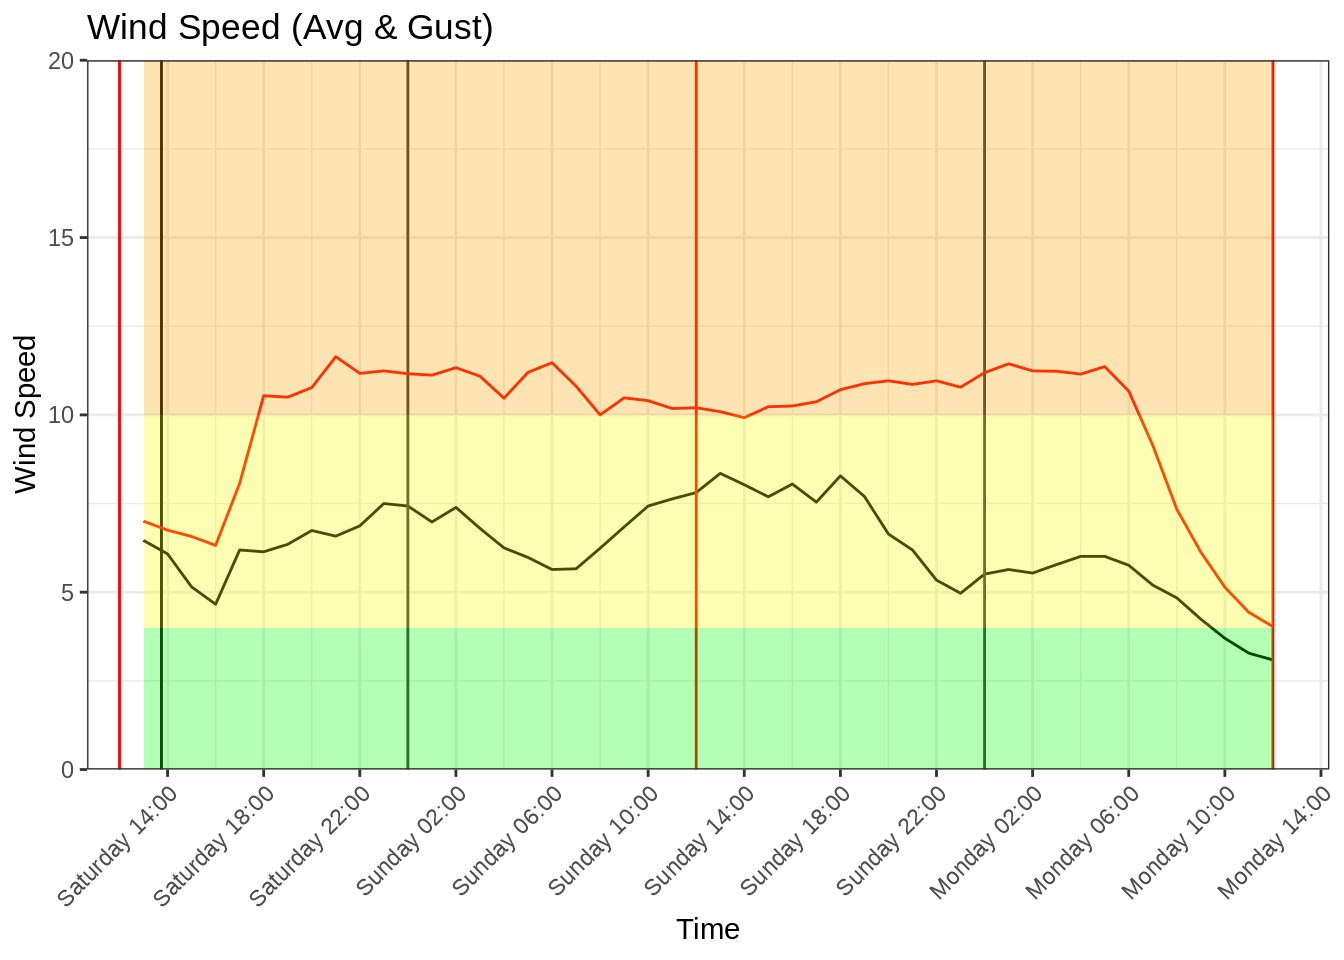 Wind Speed (Avg & Gust)
20
15
10
5
0
Wind Speed
Saturday 14:00
Saturday 18:00
Saturday 22:00
Sunday 02:00
Sunday 06:00
Sunday 10:00
Sunday 14:00
Sunday 18:00
Sunday 22:00
Monday 02:00
Monday 06:00
Monday 10:00
Monday 14:00
Time